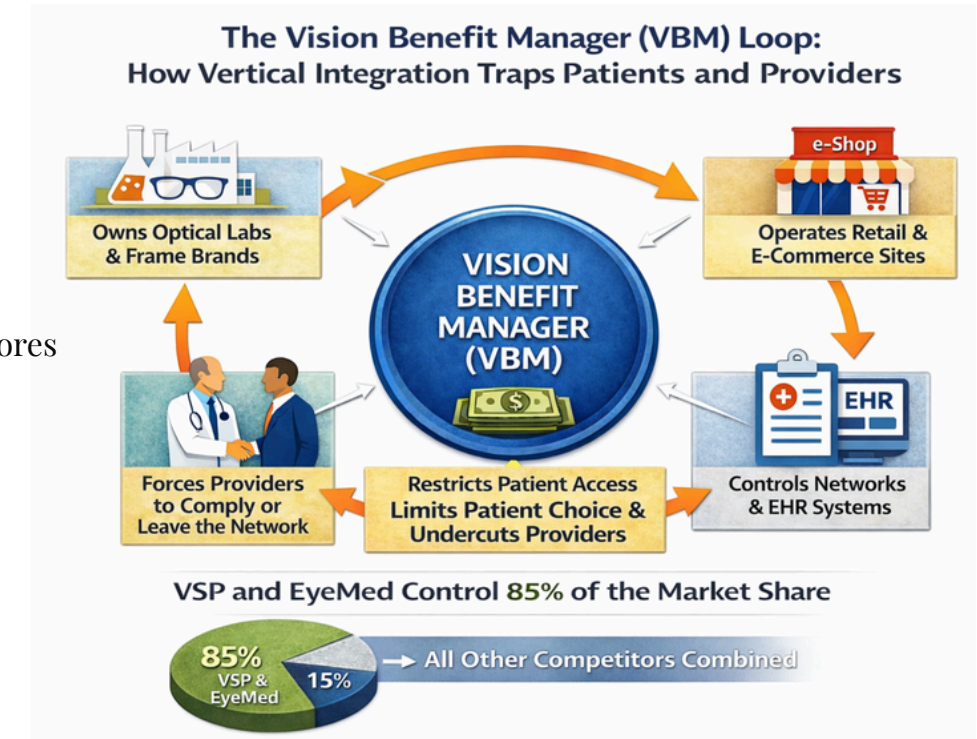 The Vision Benefit Manager (VBM) Loop:
How Vertical Integration Traps Patients and Providers
e-Shop
Owns Optical Labs
& Frame Brands
Operates Retail &
E-Commerce Sites
VISION
BENEFIT
MANAGER
(VBM)
$
ores
EHR
Forces Providers
to Comply or
Leave the Network
Restricts Patient Access
Limits Patient Choice &
Undercuts Providers
Controls Networks
& EHR Systems
VSP and EyeMed Control 85% of the Market Share
85%
VSP &
EyeMed
15%
All Other Competitors Combined